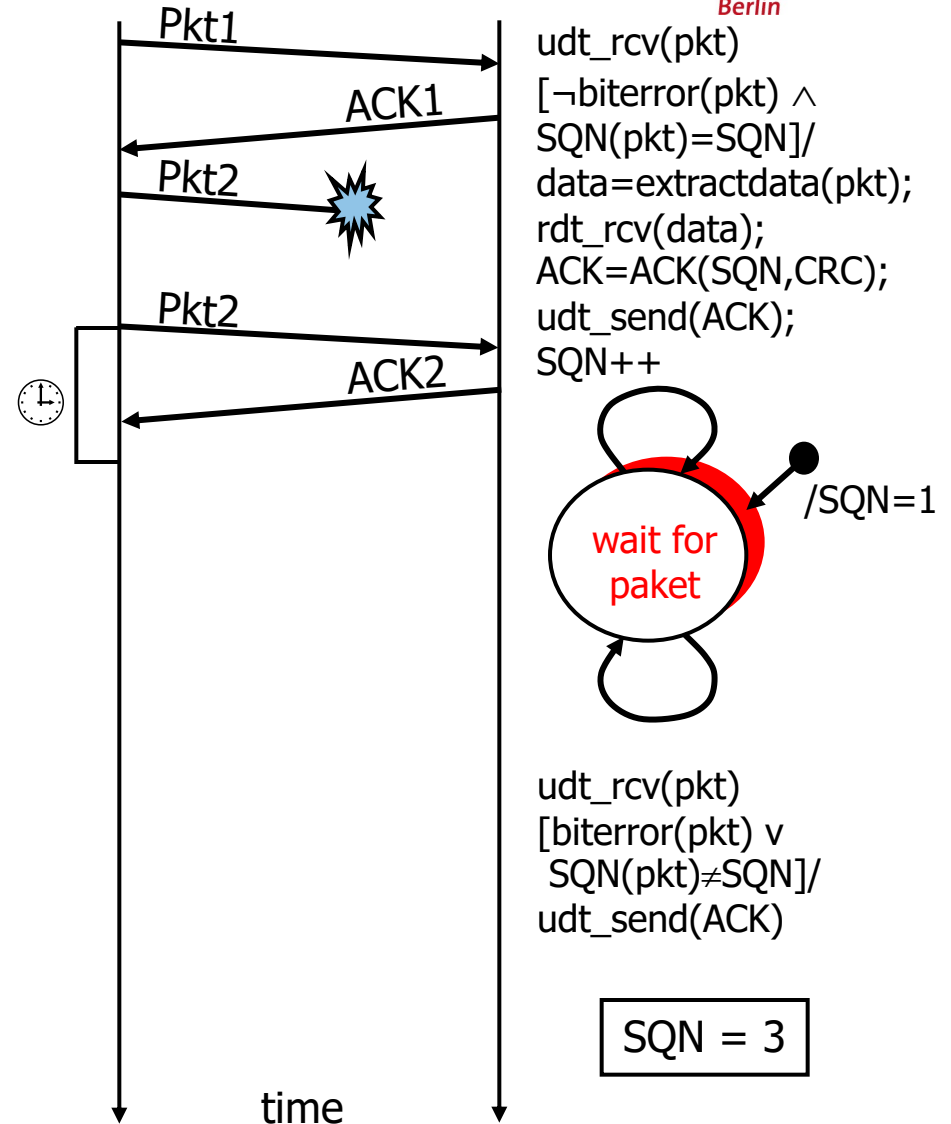 Berlin
Pkt1
ACK1
Pkt2
Pkt2
ACK2
time
udt_rcv(pkt)
[¬biterror(pkt) ∧
SQN(pkt)=SQN]/
data=extractdata(pkt);
rdt_rcv(data);
ACK=ACK(SQN,CRC);
udt_send(ACK);
SQN++
/SQN=1
wait for
paket
udt_rcv(pkt)
[biterror(pkt) v
SQN(pkt)≠SQN]/
udt_send(ACK)
SQN = 3